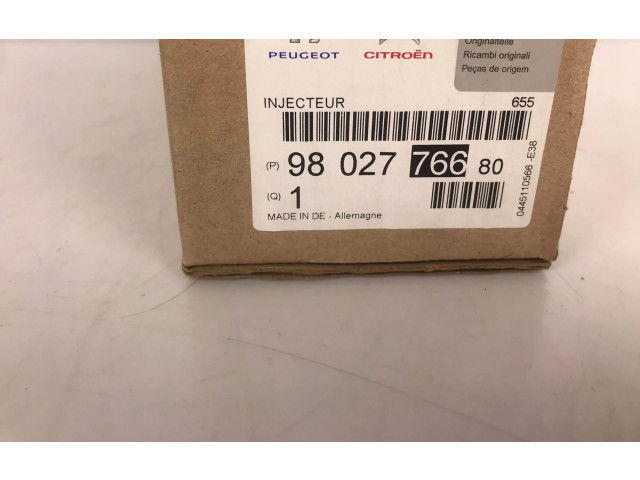 Originalteile
Ricambi originali
Peças de origem
PEUGEOT CITROËN
INJECTEUR 655
(P) 98 027 766 80
(Q) 1
MADE IN DE - Allemagne
0445110566 -E38